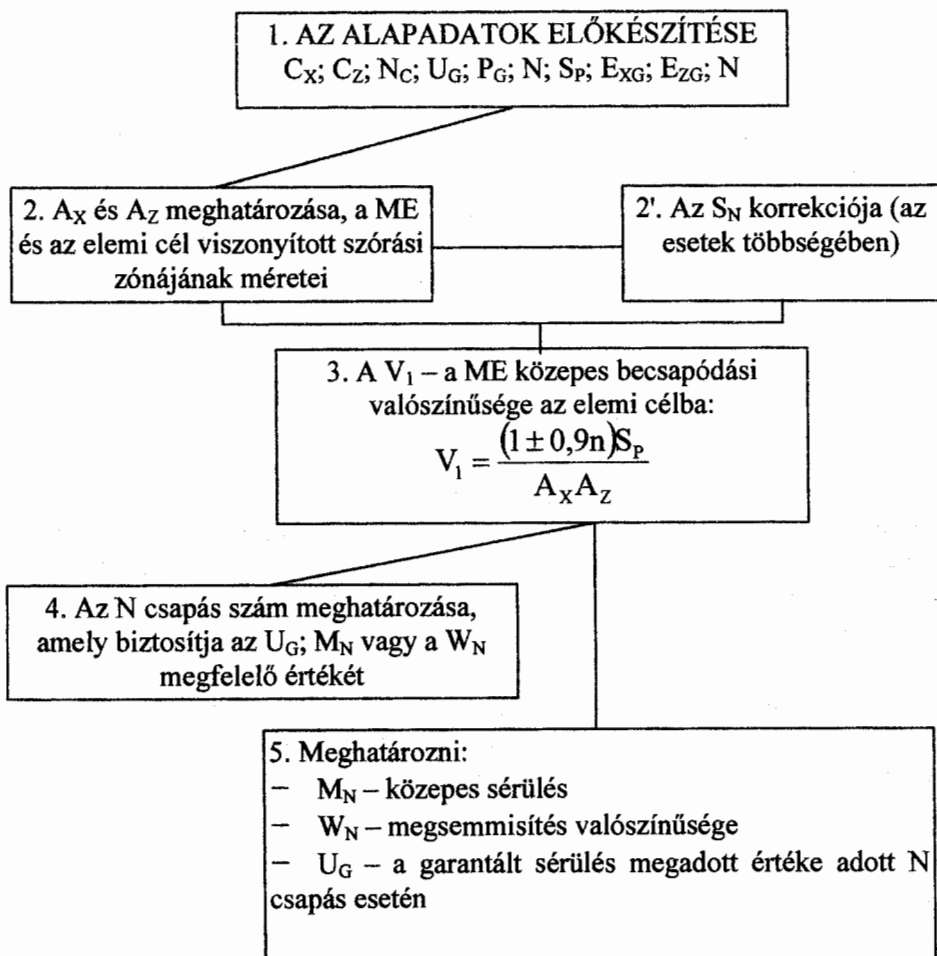 1. AZ ALAPADATOK ELŐKÉSZÍTÉSE
C_X; C_Z; N_C; U_G; P_G; N; S_P; E_XG; E_ZG; N
2. A_X és A_Z meghatározása, a ME
és az elemi cél viszonyított szórási
zónájának méretei
2'. Az S_N korrekciója (az
esetek többségében)
3. A V_1 – a ME közepes becsapódási
valószínűsége az elemi célba:
V_1 = (1 ± 0,9n)S_P / A_X A_Z
4. Az N csapás szám meghatározása,
amely biztosítja az U_G; M_N vagy a W_N
megfelelő értékét
5. Meghatározni:
– M_N – közepes sérülés
– W_N – megsemmisítés valószínűsége
– U_G – a garantált sérülés megadott értéke adott N
csapás esetén